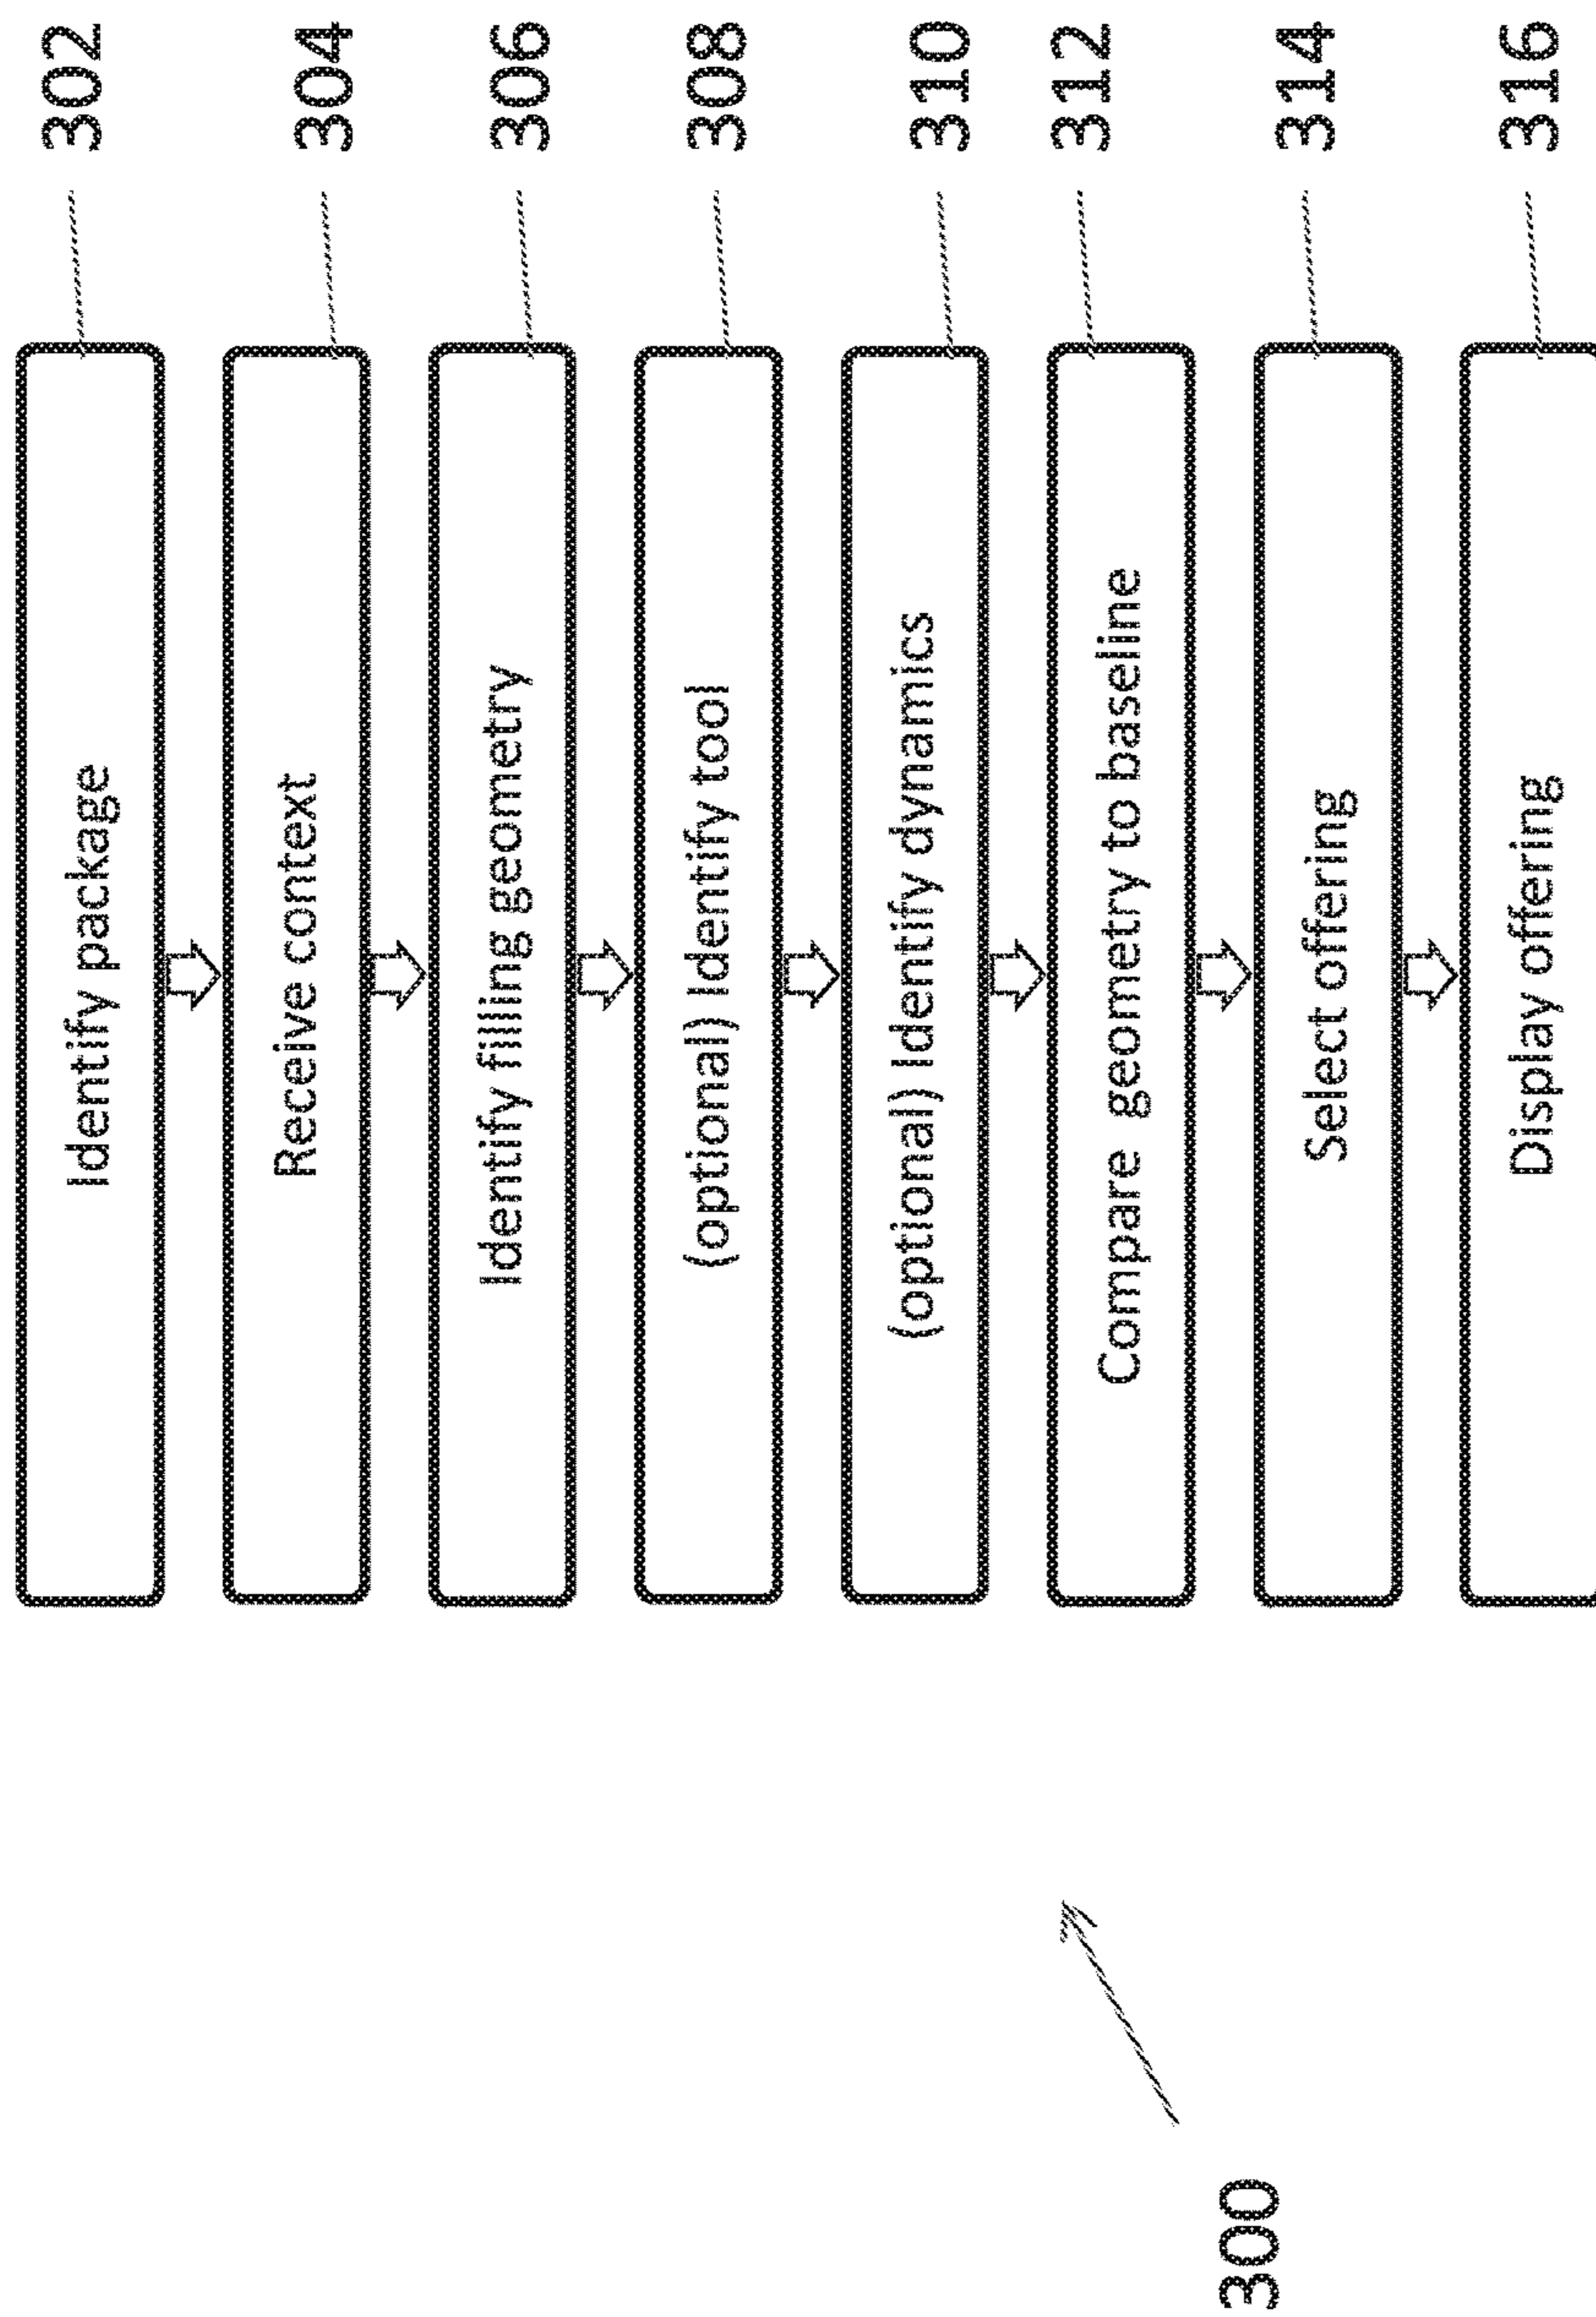 Identify package
302
Receive context
304
Identify filling geometry
306
(optional) Identify tool
308
(optional) Identify dynamics
310
Compare geometry to baseline
312
Select offering
314
Display offering
316
300